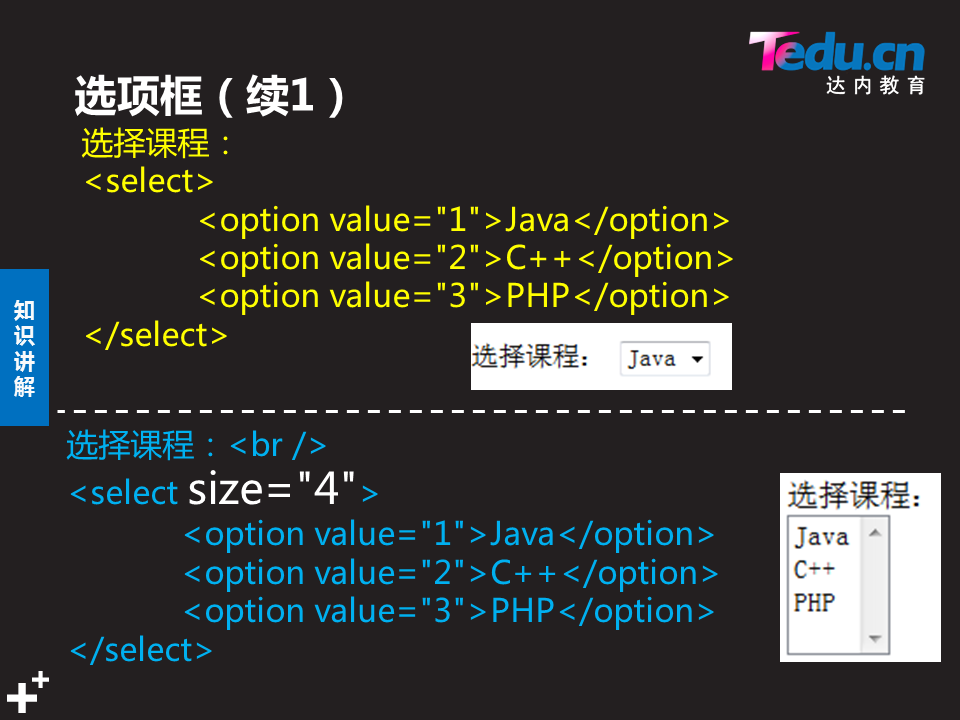 Tedu.cn
达内教育
选项框（续1）
选择课程：
<select>
<option value="1">Java</option>
<option value="2">C++</option>
<option value="3">PHP</option>
</select>
选择课程： Java
知识讲解
选择课程：<br />
<select size="4">
<option value="1">Java</option>
<option value="2">C++</option>
<option value="3">PHP</option>
</select>
选择课程：
Java
C++
PHP